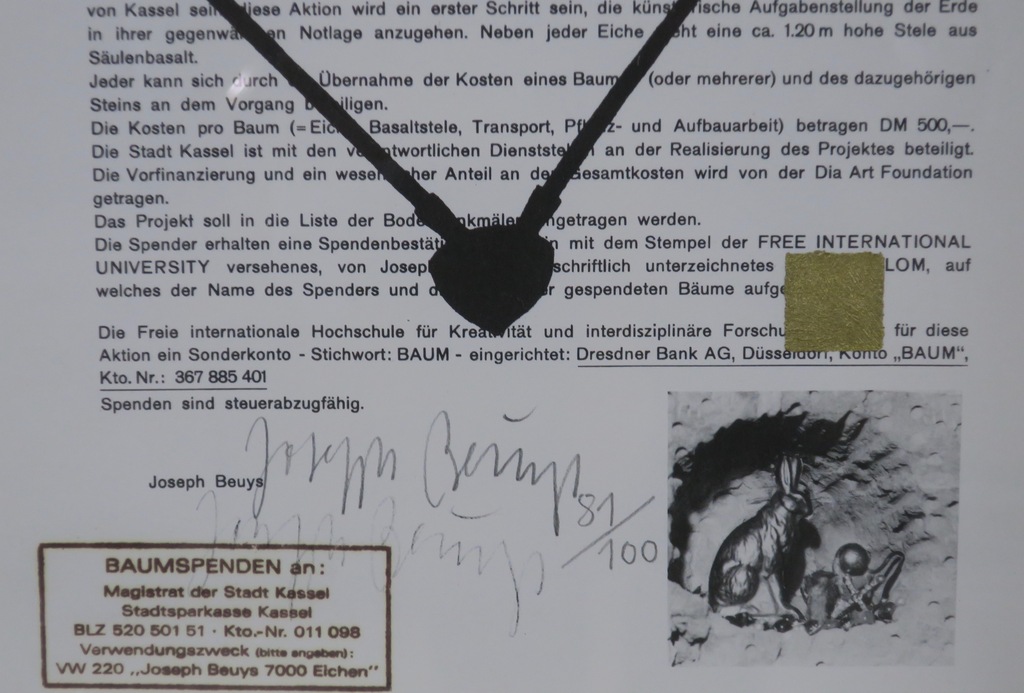 von Kassel sein diese Aktion wird ein erster Schritt sein, die künstlerische Aufgabenstellung der Erde
in ihrer gegenwärtigen Notlage anzugehen. Neben jeder Eiche steht eine ca. 1.20 m hohe Stele aus
Säulenbasalt.
Jeder kann sich durch Übernahme der Kosten eines Baumes (oder mehrerer) und des dazugehörigen
Steins an dem Vorgang beteiligen.
Die Kosten pro Baum (= Eiche, Basaltstele, Transport, Pflanz- und Aufbauarbeit) betragen DM 500,—.
Die Stadt Kassel ist mit den verantwortlichen Dienststellen an der Realisierung des Projektes beteiligt.
Die Vorfinanzierung und ein wesentlicher Anteil an den Gesamtkosten wird von der Dia Art Foundation
getragen.
Das Projekt soll in die Liste der Bodendenkmäler eingetragen werden.
Die Spender erhalten eine Spendenbestäti n mit dem Stempel der FREE INTERNATIONAL
UNIVERSITY versehenes, von Joseph schriftlich unterzeichnetes LOM, auf
welches der Name des Spenders und d r gespendeten Bäume aufge
Die Freie internationale Hochschule für Kreativität und interdisziplinäre Forschu für diese
Aktion ein Sonderkonto - Stichwort: BAUM - eingerichtet: Dresdner Bank AG, Düsseldorf, Konto „BAUM“,
Kto. Nr.: 367 885 401
Spenden sind steuerabzugfähig.
Joseph Beuys
Joseph Beuys
81/100
Joseph Beuys
BAUMSPENDEN an:
Magistrat der Stadt Kassel
Stadtsparkasse Kassel
BLZ 520 501 51 · Kto.-Nr. 011 098
Verwendungszweck (bitte angeben):
VW 220 „Joseph Beuys 7000 Eichen"